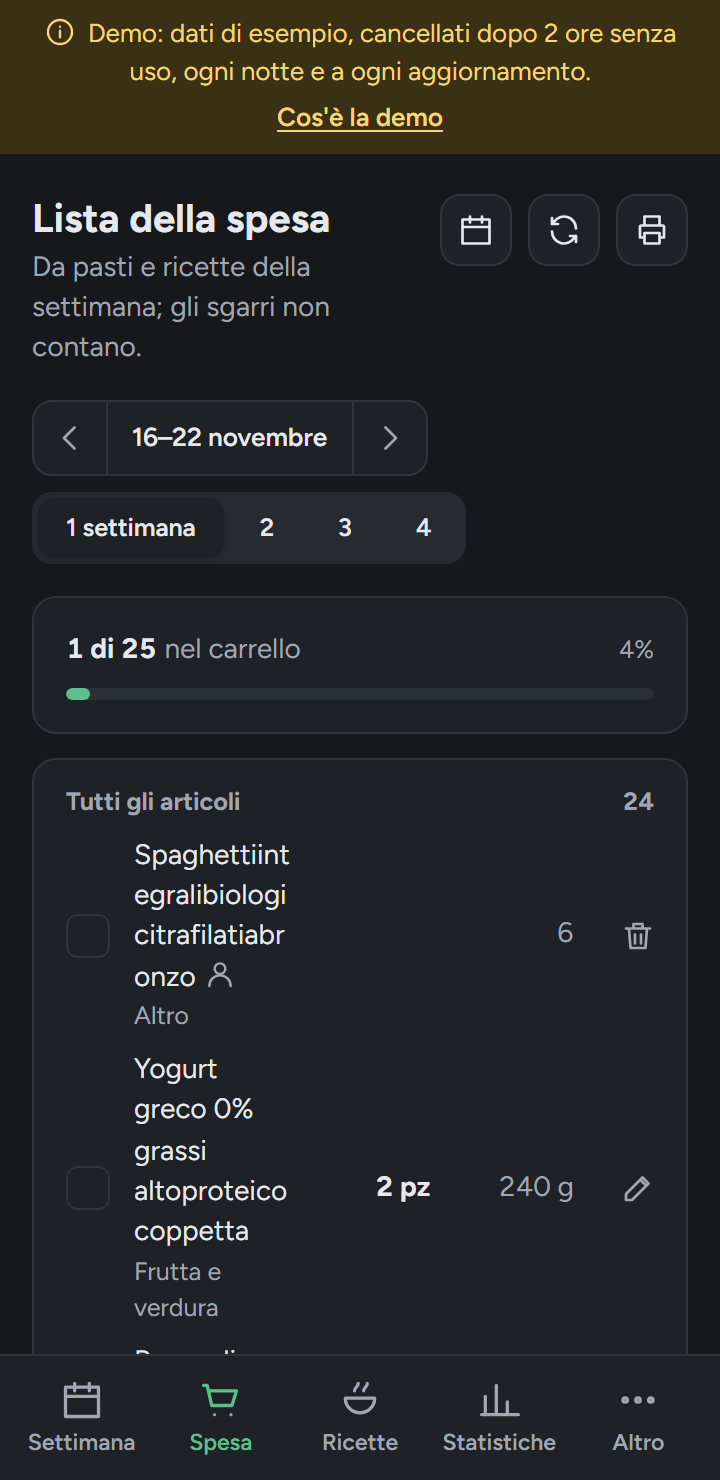 Demo: dati di esempio, cancellati dopo 2 ore senza
uso, ogni notte e a ogni aggiornamento.
Cos'è la demo
Lista della spesa
Da pasti e ricette della
settimana; gli sgarri non
contano.
16–22 novembre
1 settimana 2 3 4
1 di 25 nel carrello 4%
Tutti gli articoli 24
Spaghettiint
egralibiologi
citrafilatiabr
onzo
6
Altro
Yogurt
greco 0%
grassi
altoproteico
coppetta
2 pz 240 g
Frutta e
verdura
Settimana Spesa Ricette Statistiche Altro